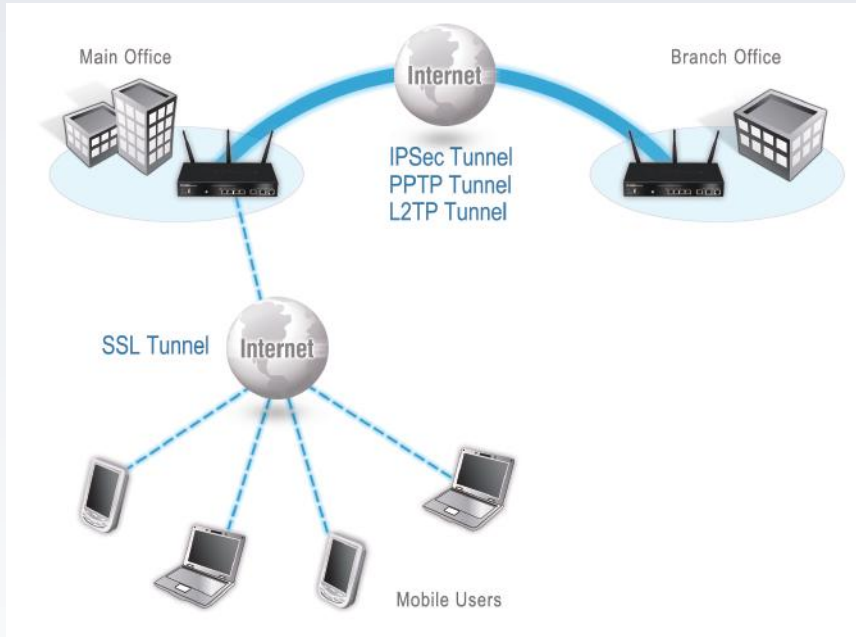 Main Office
Internet
Branch Office
IPSec Tunnel
PPTP Tunnel
L2TP Tunnel
SSL Tunnel
Internet
Mobile Users